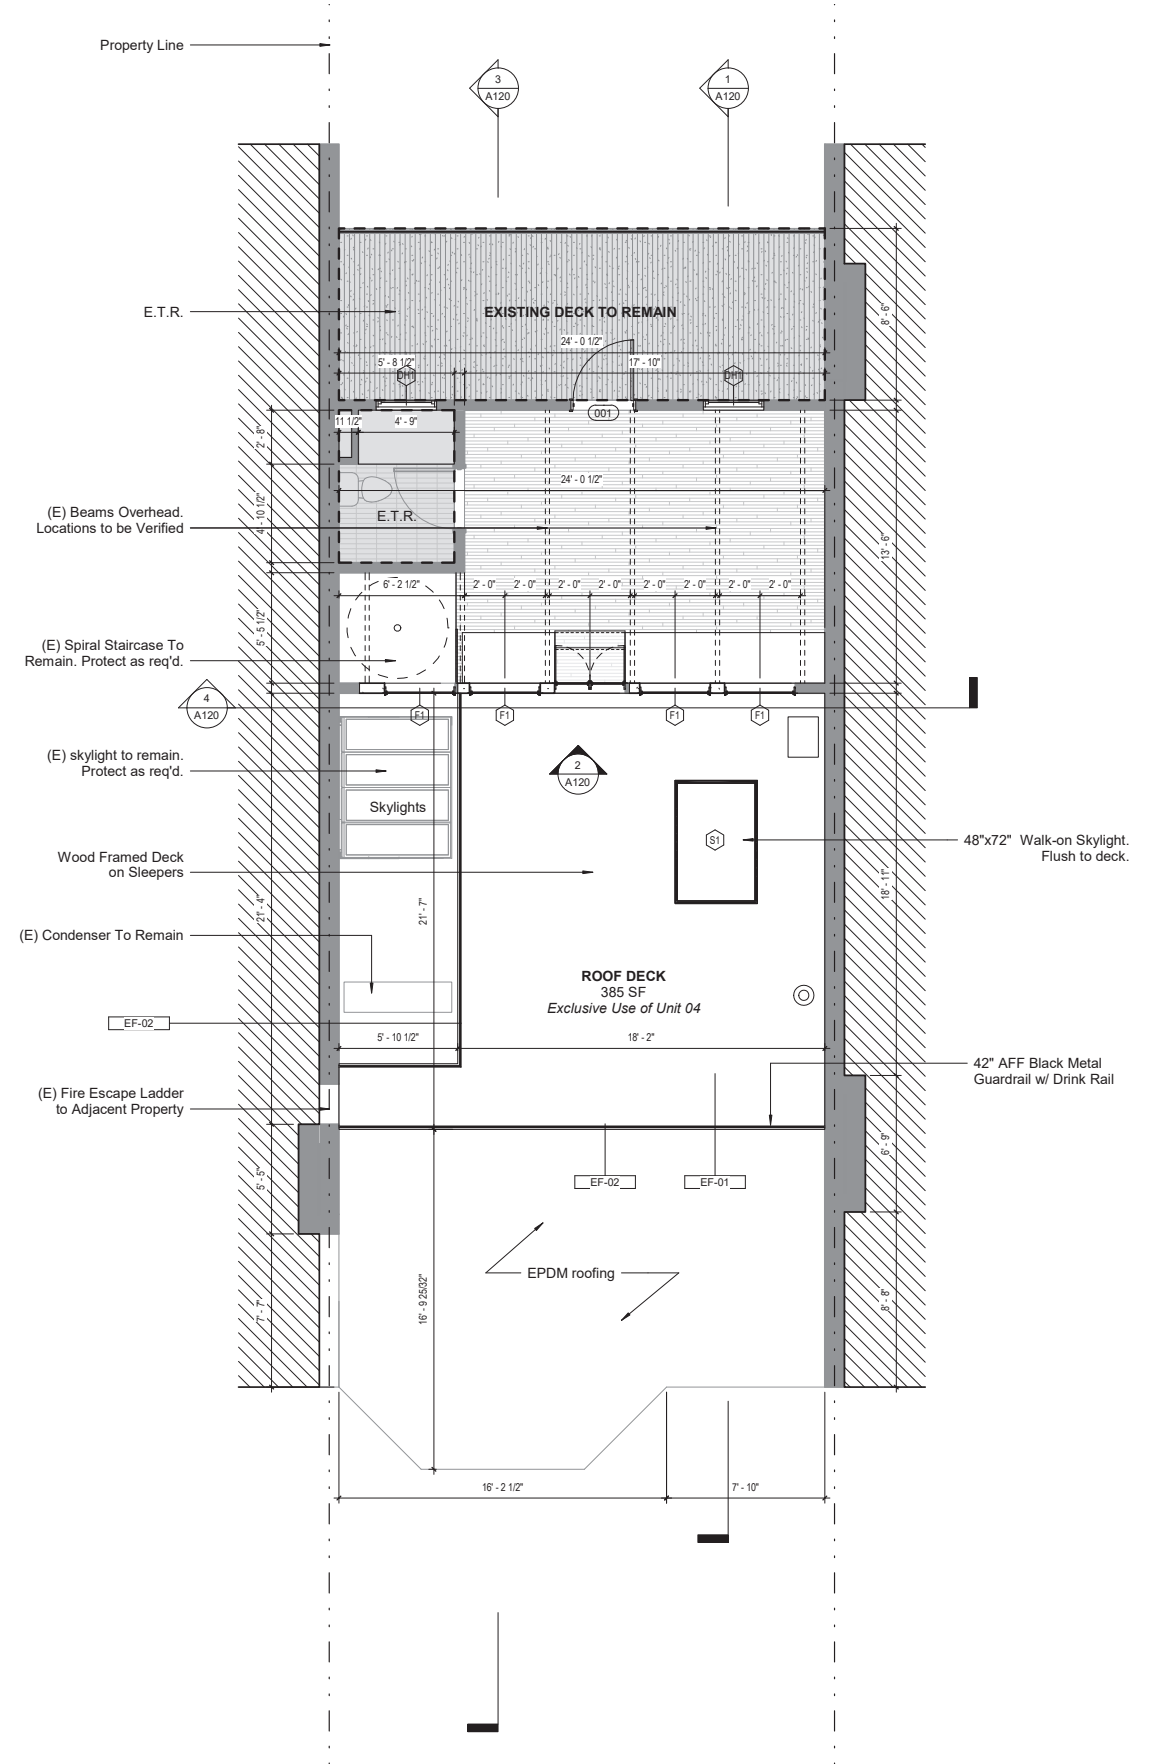 Property Line
3
A120
1
A120
E.T.R.
EXISTING DECK TO REMAIN
8' - 6"
24' - 0 1/2"
5' - 8 1/2"
17' - 10"
DH1
DH1
001
11 1/2"
4' - 9"
2' - 8"
24' - 0 1/2"
(E) Beams Overhead.
Locations to be Verified
4' - 10 1/2"
E.T.R.
13' - 6"
6' - 2 1/2"
2' - 0"
2' - 0"
2' - 0"
2' - 0"
2' - 0"
2' - 0"
2' - 0"
2' - 0"
5' - 5 1/2"
(E) Spiral Staircase To
Remain. Protect as req'd.
4
A120
F1
F1
F1
F1
(E) skylight to remain.
Protect as req'd.
2
A120
Skylights
S1
48"x72" Walk-on Skylight.
Flush to deck.
Wood Framed Deck
on Sleepers
18' - 11"
21' - 4"
21' - 7"
(E) Condenser To Remain
ROOF DECK
385 SF
Exclusive Use of Unit 04
EF-02
5' - 10 1/2"
18' - 2"
42" AFF Black Metal
Guardrail w/ Drink Rail
(E) Fire Escape Ladder
to Adjacent Property
6' - 9"
5' - 5"
EF-02
EF-01
EPDM roofing
16' - 9 25/32"
7' - 7"
8' - 8"
16' - 2 1/2"
7' - 10"